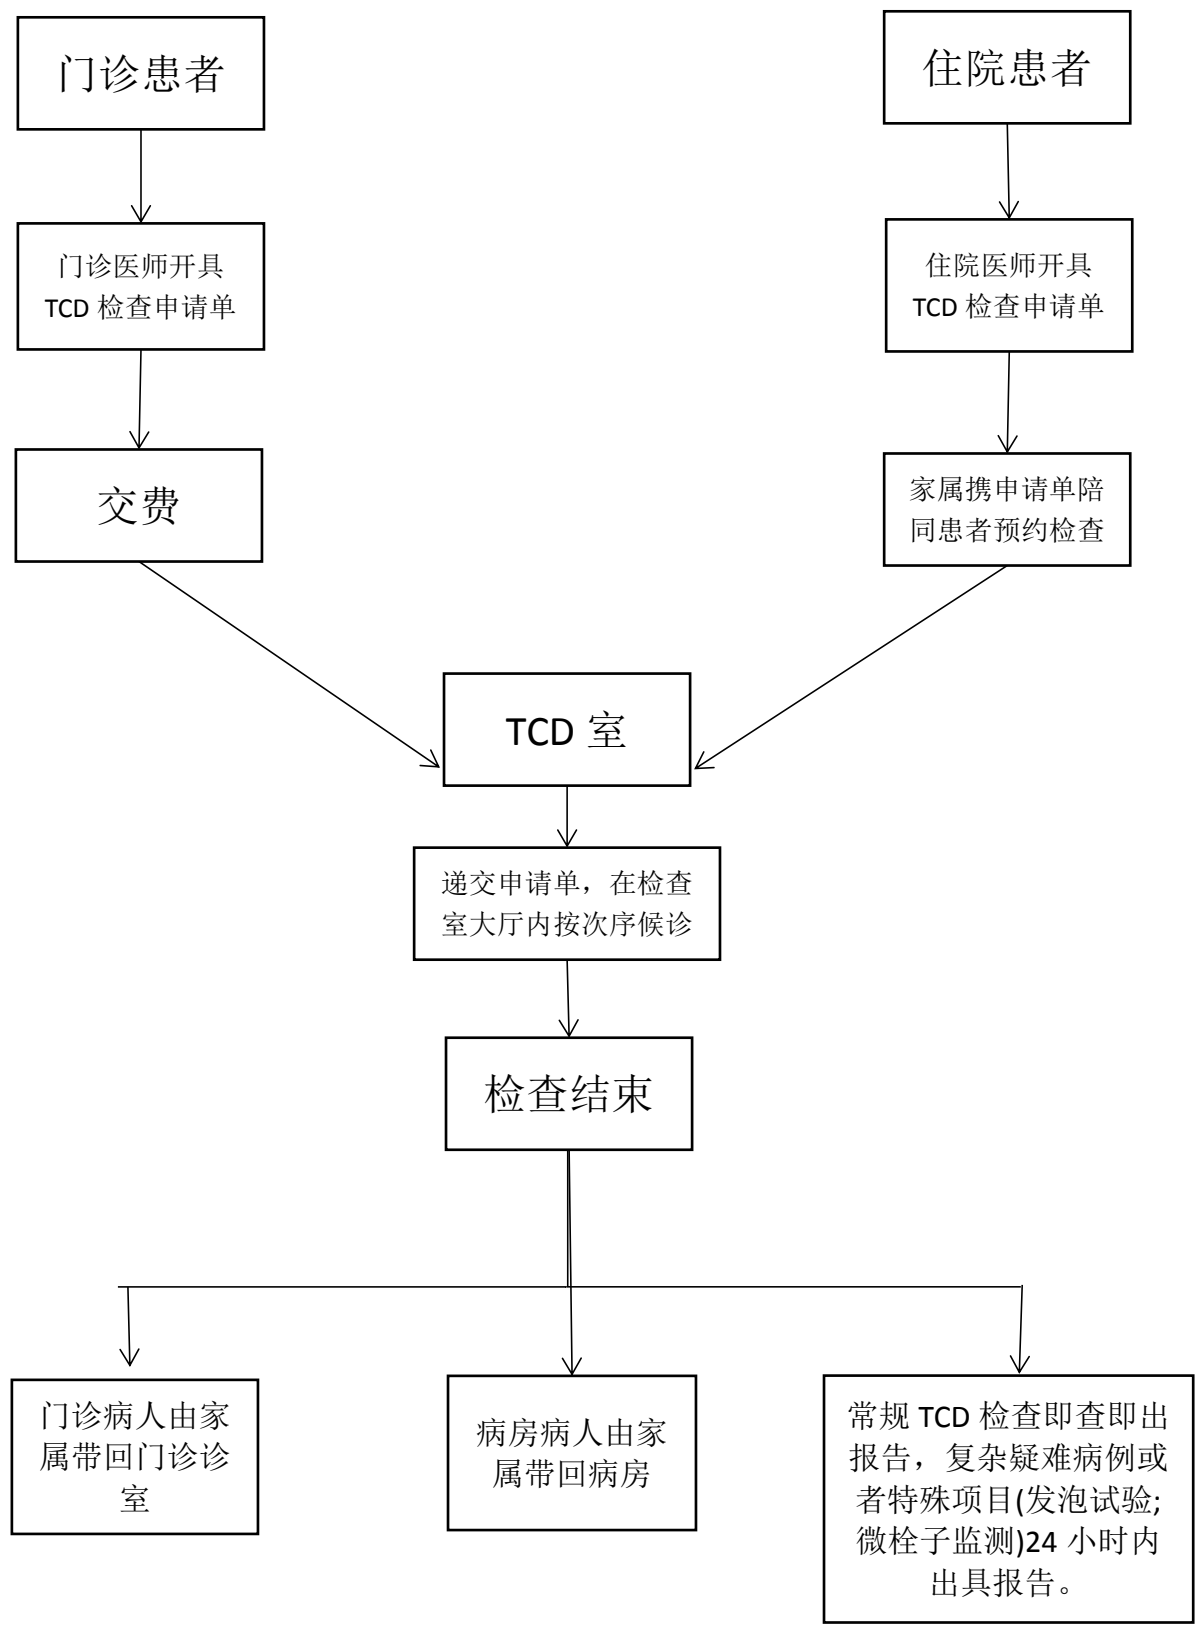 门诊患者
住院患者
门诊医师开具
TCD 检查申请单
住院医师开具
TCD 检查申请单
交费
家属携申请单陪
同患者预约检查
TCD 室
递交申请单，在检查
室大厅内按次序候诊
检查结束
门诊病人由家
属带回门诊诊
室
病房病人由家
属带回病房
常规 TCD 检查即查即出
报告，复杂疑难病例或
者特殊项目(发泡试验;
微栓子监测)24 小时内
出具报告。